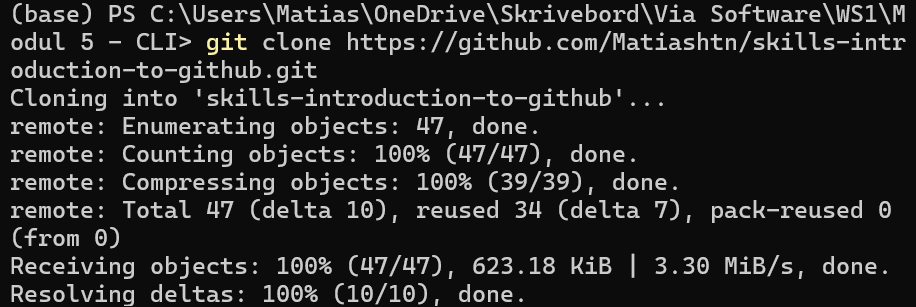 (base) PS C:\Users\Matias\OneDrive\Skrivebord\Via Software\WS1\M
odul 5 - CLI> git clone https://github.com/Matiashtn/skills-intr
oduction-to-github.git
Cloning into 'skills-introduction-to-github'...
remote: Enumerating objects: 47, done.
remote: Counting objects: 100% (47/47), done.
remote: Compressing objects: 100% (39/39), done.
remote: Total 47 (delta 10), reused 34 (delta 7), pack-reused 0
(from 0)
Receiving objects: 100% (47/47), 623.18 KiB | 3.30 MiB/s, done.
Resolving deltas: 100% (10/10), done.